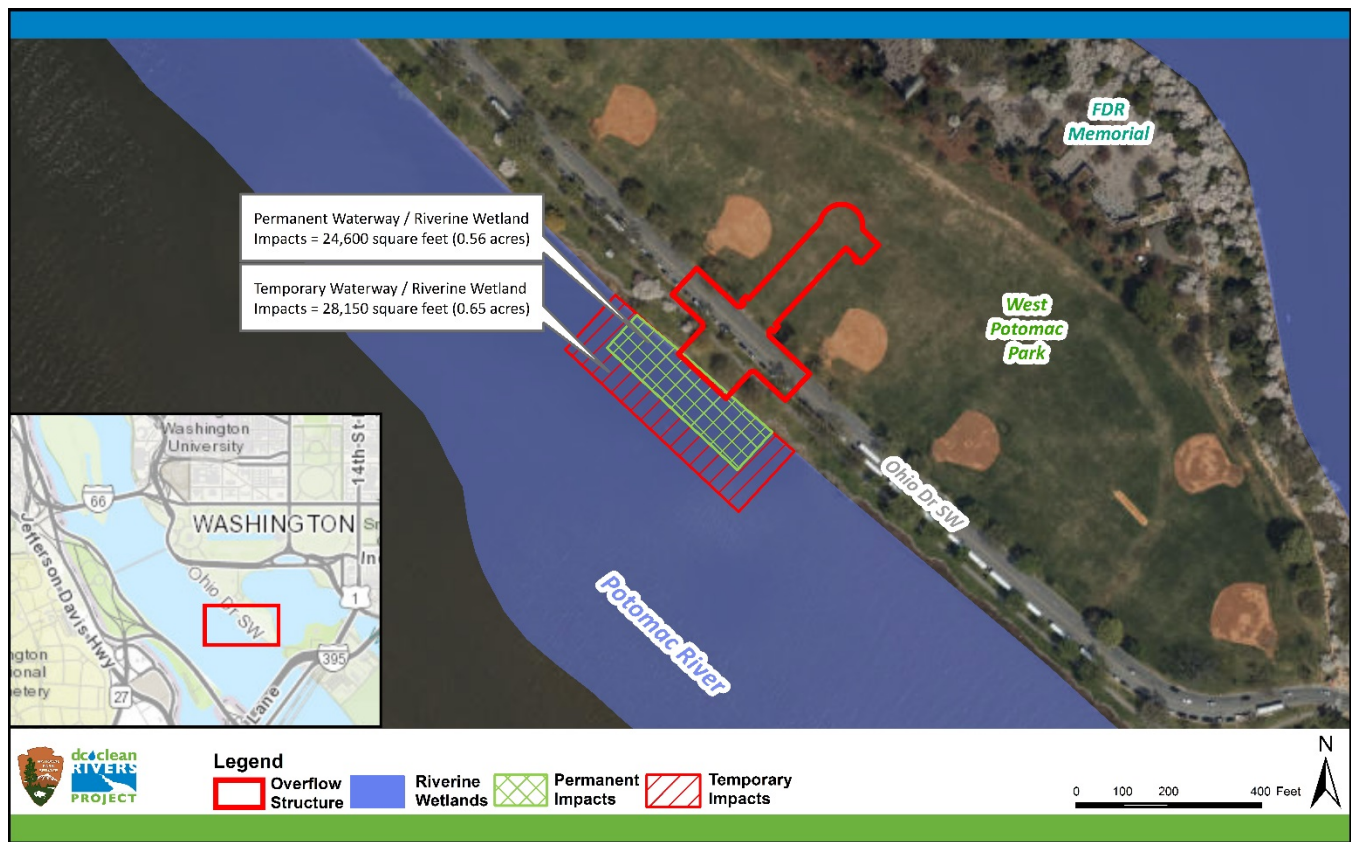 FDR
Memorial
Permanent Waterway / Riverine Wetland
Impacts = 24,600 square feet (0.56 acres)
Temporary Waterway / Riverine Wetland
Impacts = 28,150 square feet (0.65 acres)
West
Potomac
Park
Ohio Dr SW
Potomac River
Washington
University
14th-St-
66
WASHINGTON
Jefferson-Davis-Hwy
Ohio Dr SW
1
395
27
Lane
dc clean
RIVERS
PROJECT
Legend
Overflow
Structure
Riverine
Wetlands
Permanent
Impacts
Temporary
Impacts
0 100 200 400 Feet
N